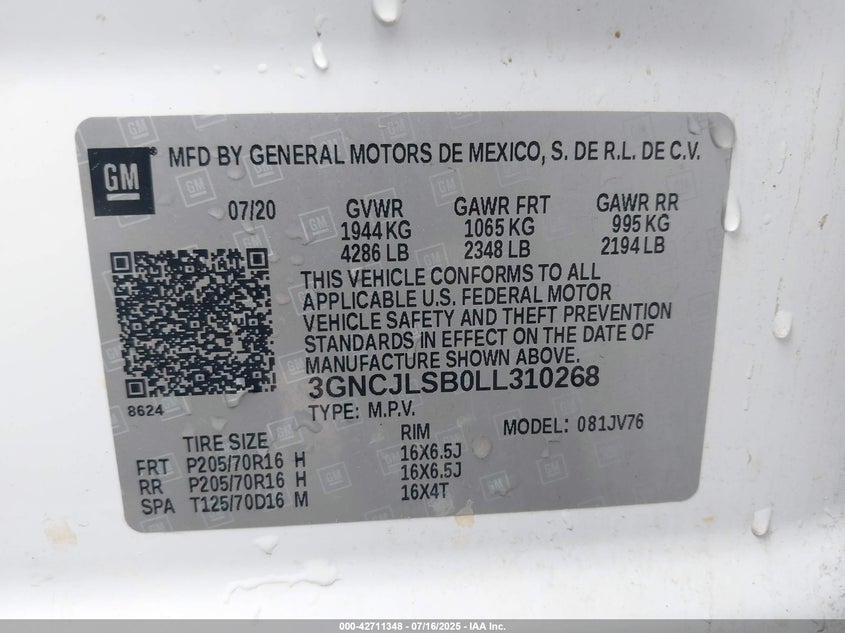 GM MFD BY GENERAL MOTORS DE MEXICO, S. DE R.L. DE C.V.
07/20 GVWR GAWR FRT GAWR RR
1944 KG 1065 KG 995 KG
4286 LB 2348 LB 2194 LB
THIS VEHICLE CONFORMS TO ALL
APPLICABLE U.S. FEDERAL MOTOR
VEHICLE SAFETY AND THEFT PREVENTION
STANDARDS IN EFFECT ON THE DATE OF
MANUFACTURE SHOWN ABOVE.
3GNCJLSB0LL310268
8624
TYPE: M.P.V. MODEL: 081JV76
TIRE SIZE RIM
FRT P205/70R16 H 16X6.5J
RR P205/70R16 H 16X6.5J
SPA T125/70D16 M 16X4T
000-42711348 - 07/16/2025 - IAA Inc.